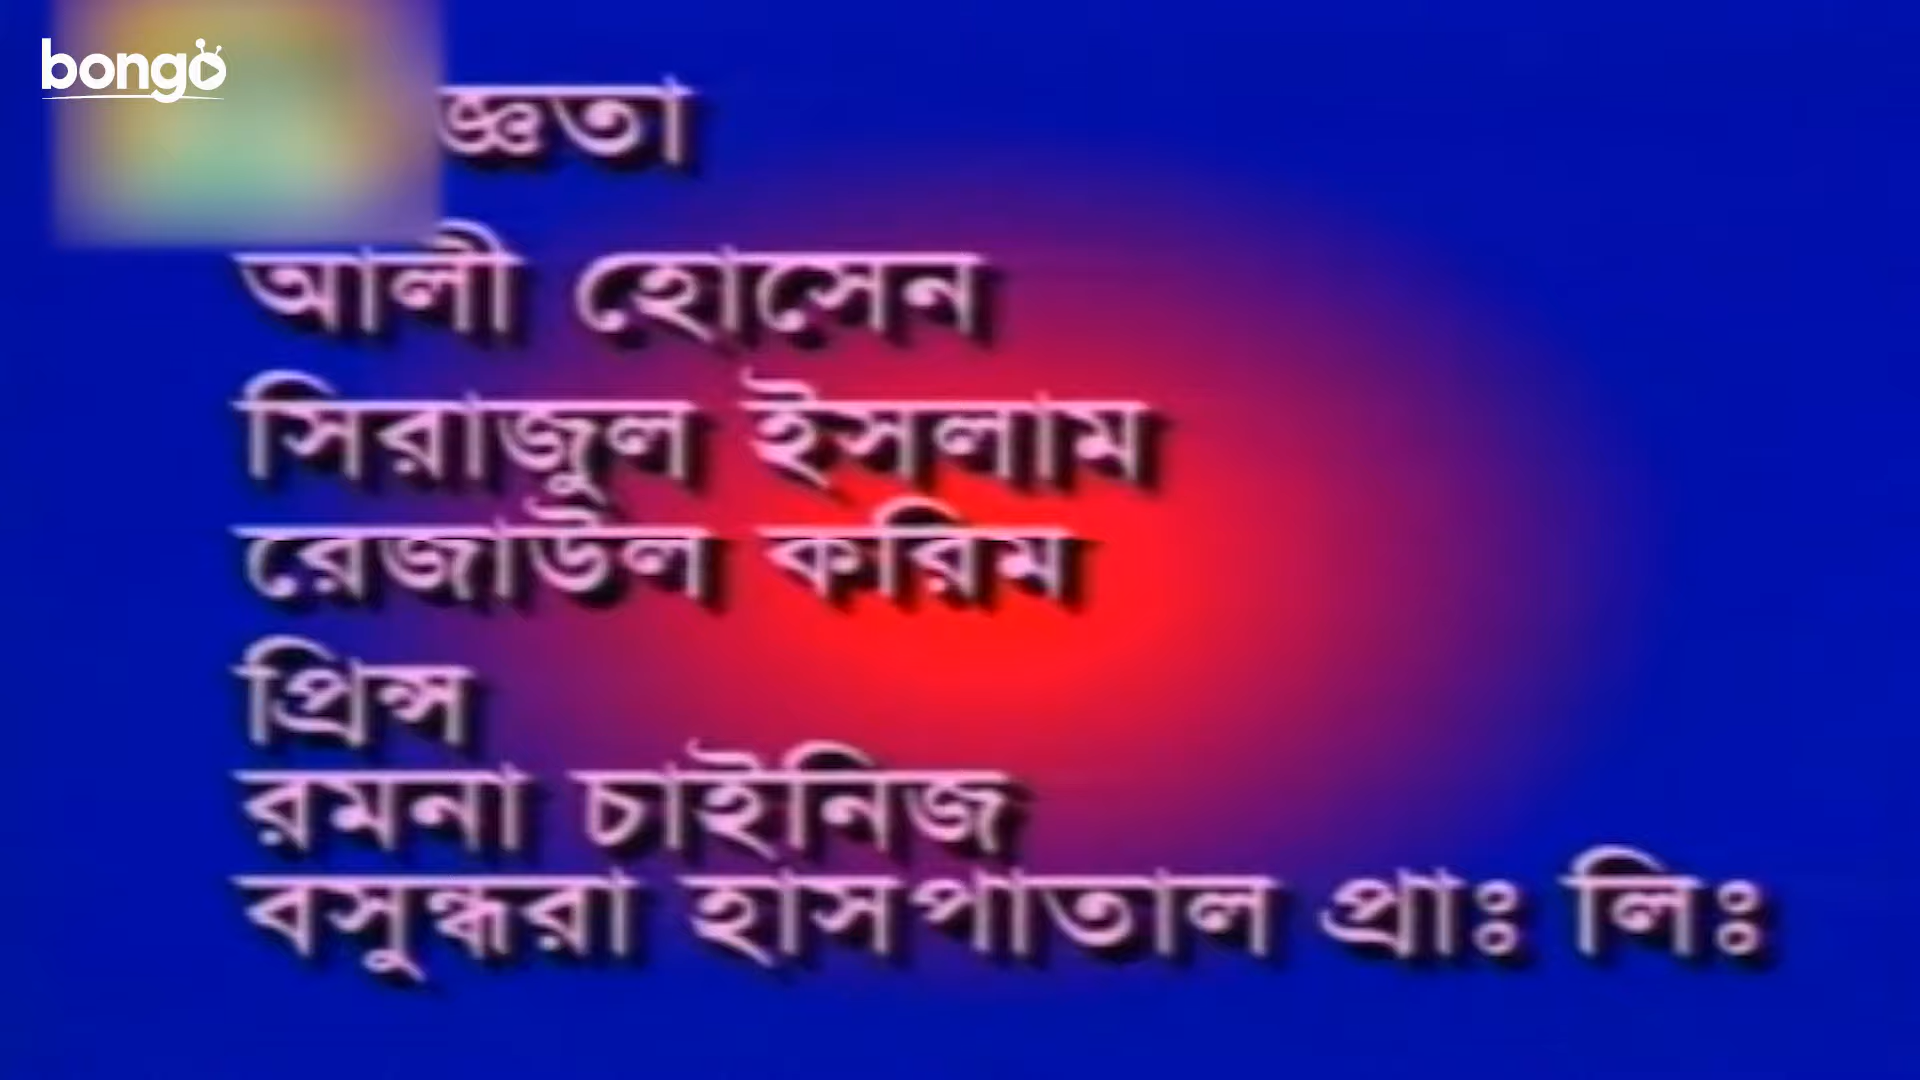 bongo
জ্ঞতা
আলী হোসেন
সিরাজুল ইসলাম
রেজাউল করিম
প্রিন্স
রমনা চাইনিজ
বসুন্ধরা হাসপাতাল প্রাঃ লিঃ